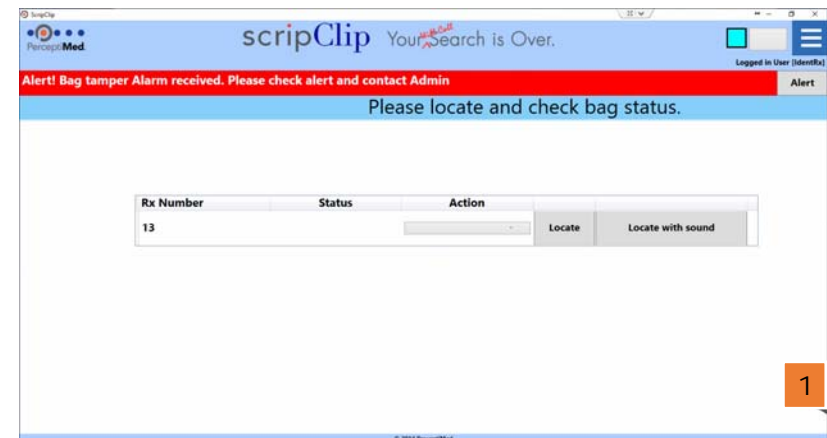 ScripClip
PerceptiMed
scripClip Your Will Call Search is Over.
Logged in User [IdentRx]
Alert! Bag tamper Alarm received. Please check alert and contact Admin
Alert
Please locate and check bag status.
Rx Number Status Action
13 Locate Locate with sound
1